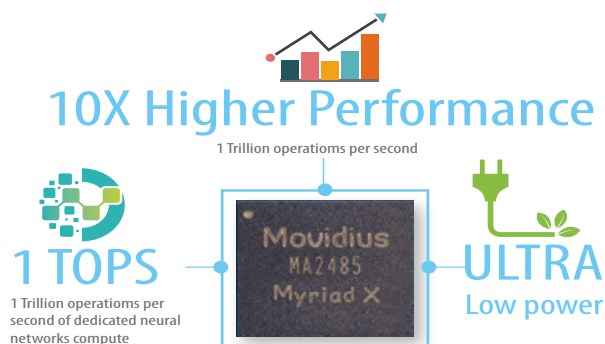 10X Higher Performance
1 Trillion operatioms per second
Movidius
MA2485
Myriad X
1 TOPS
1 Trillion operatioms per
second of dedicated neural
networks compute
ULTRA
Low power